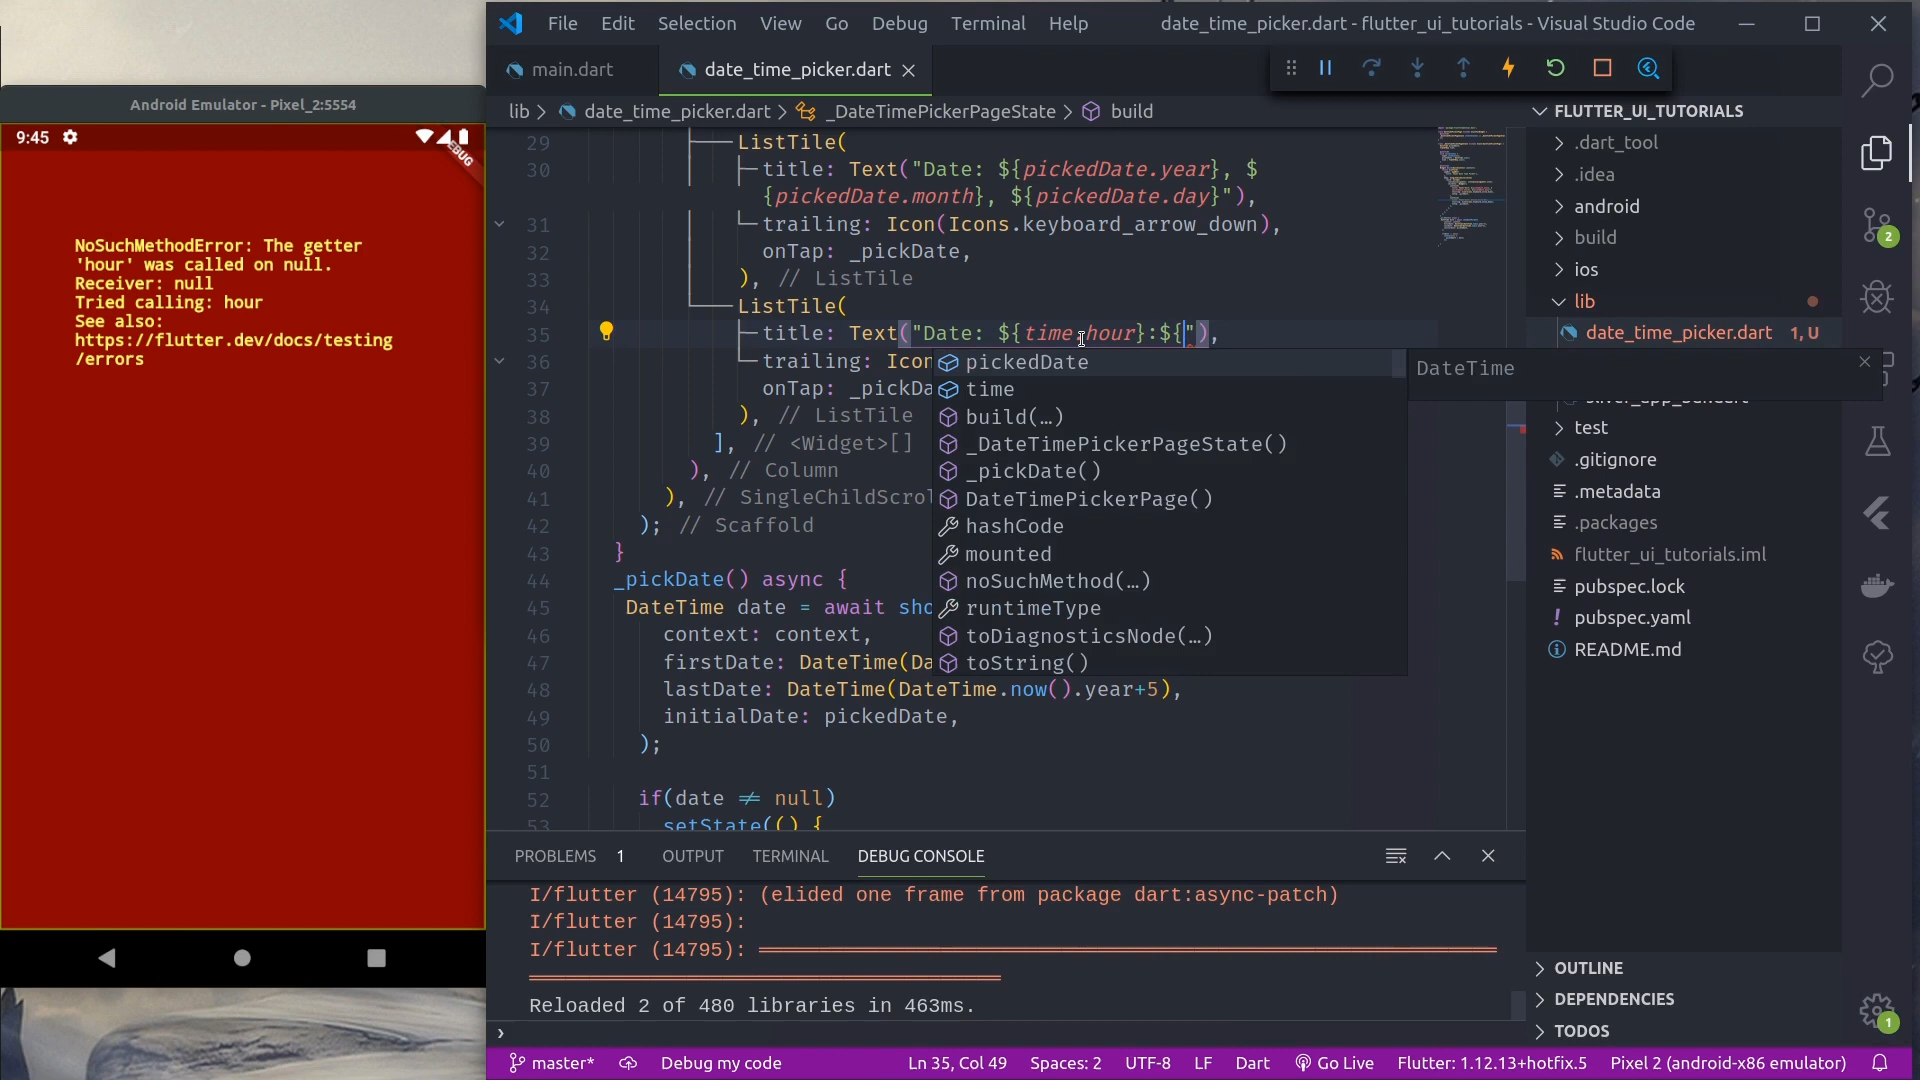 Android Emulator - Pixel_2:5554
9:45
DEBUG
NoSuchMethodError: The getter
'hour' was called on null.
Receiver: null
Tried calling: hour
See also:
https://flutter.dev/docs/testing
/errors
File Edit Selection View Go Debug Terminal Help
date_time_picker.dart - flutter_ui_tutorials - Visual Studio Code
main.dart
date_time_picker.dart
lib > date_time_picker.dart > _DateTimePickerPageState > build
29 ListTile(
30 title: Text("Date: ${pickedDate.year}, $
{pickedDate.month}, ${pickedDate.day}"),
31 trailing: Icon(Icons.keyboard_arrow_down),
32 onTap: _pickDate,
33 ), // ListTile
34 ListTile(
35 title: Text("Date: ${time.hour}:${"),
36 trailing: Icon
37 onTap: _pickDa
38 ), // ListTile
39 ], // <Widget>[]
40 ), // Column
41 ), // SingleChildScrol
42 ); // Scaffold
43 }
44 _pickDate() async {
45 DateTime date = await sho
46 context: context,
47 firstDate: DateTime(Da
48 lastDate: DateTime(DateTime.now().year+5),
49 initialDate: pickedDate,
50 );
51
52 if(date ≠ null)
53 setState(() {
pickedDate
time
build(…)
_DateTimePickerPageState()
_pickDate()
DateTimePickerPage()
hashCode
mounted
noSuchMethod(…)
runtimeType
toDiagnosticsNode(…)
toString()
DateTime
PROBLEMS 1 OUTPUT TERMINAL DEBUG CONSOLE
I/flutter (14795): (elided one frame from package dart:async-patch)
I/flutter (14795):
I/flutter (14795): ════════════════════════════════════════
Reloaded 2 of 480 libraries in 463ms.
FLUTTER_UI_TUTORIALS
.dart_tool
.idea
android
build
ios
lib
date_time_picker.dart 1, U
test
.gitignore
.metadata
.packages
flutter_ui_tutorials.iml
pubspec.lock
pubspec.yaml
README.md
OUTLINE
DEPENDENCIES
TODOS
2
1
master* Debug my code Ln 35, Col 49 Spaces: 2 UTF-8 LF Dart Go Live Flutter: 1.12.13+hotfix.5 Pixel 2 (android-x86 emulator)